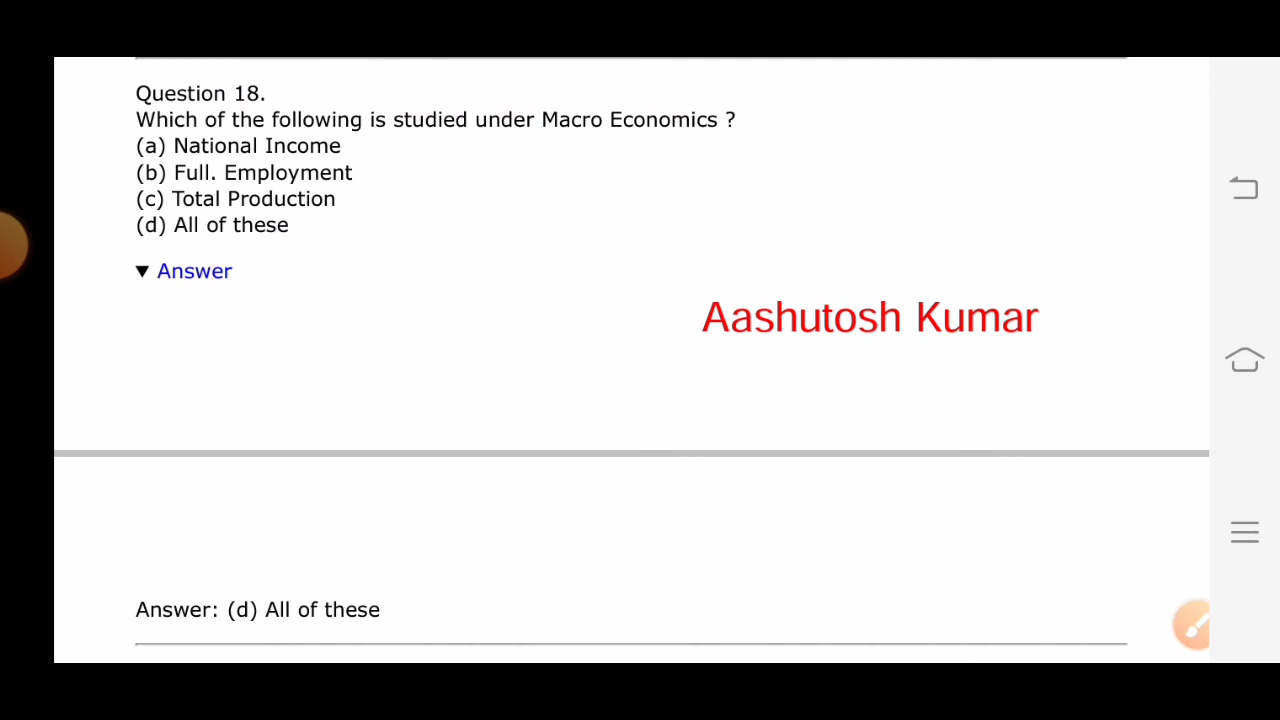 Question 18.
Which of the following is studied under Macro Economics ?
(a) National Income
(b) Full. Employment
(c) Total Production
(d) All of these
▼ Answer
Aashutosh Kumar
Answer: (d) All of these